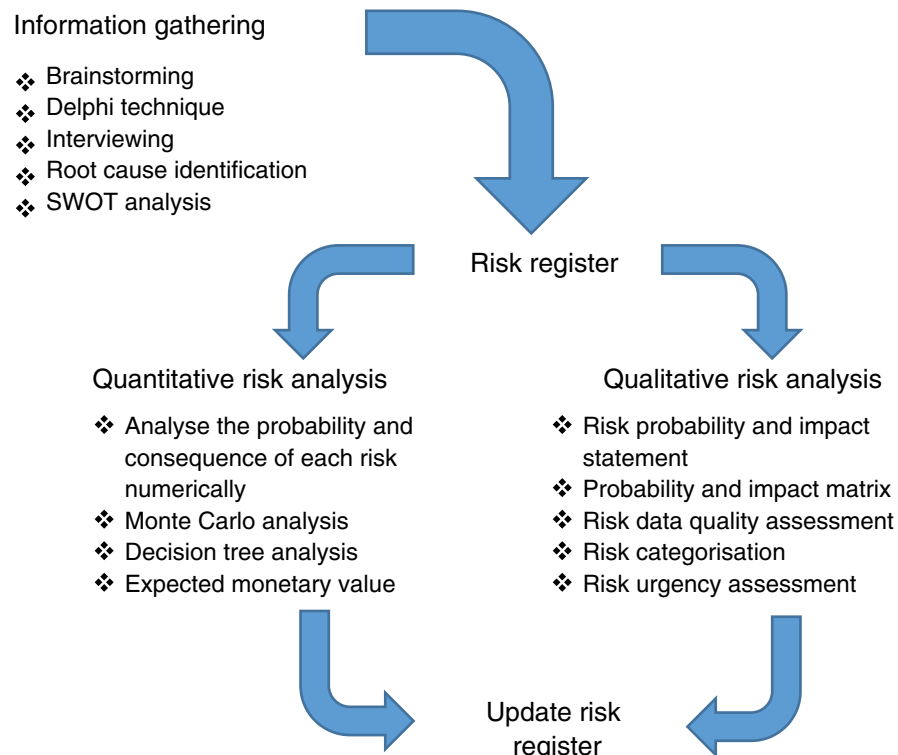 Information gathering
❖ Brainstorming
❖ Delphi technique
❖ Interviewing
❖ Root cause identification
❖ SWOT analysis
Risk register
Quantitative risk analysis
❖ Analyse the probability and
consequence of each risk
numerically
❖ Monte Carlo analysis
❖ Decision tree analysis
❖ Expected monetary value
Qualitative risk analysis
❖ Risk probability and impact
statement
❖ Probability and impact matrix
❖ Risk data quality assessment
❖ Risk categorisation
❖ Risk urgency assessment
Update risk
register